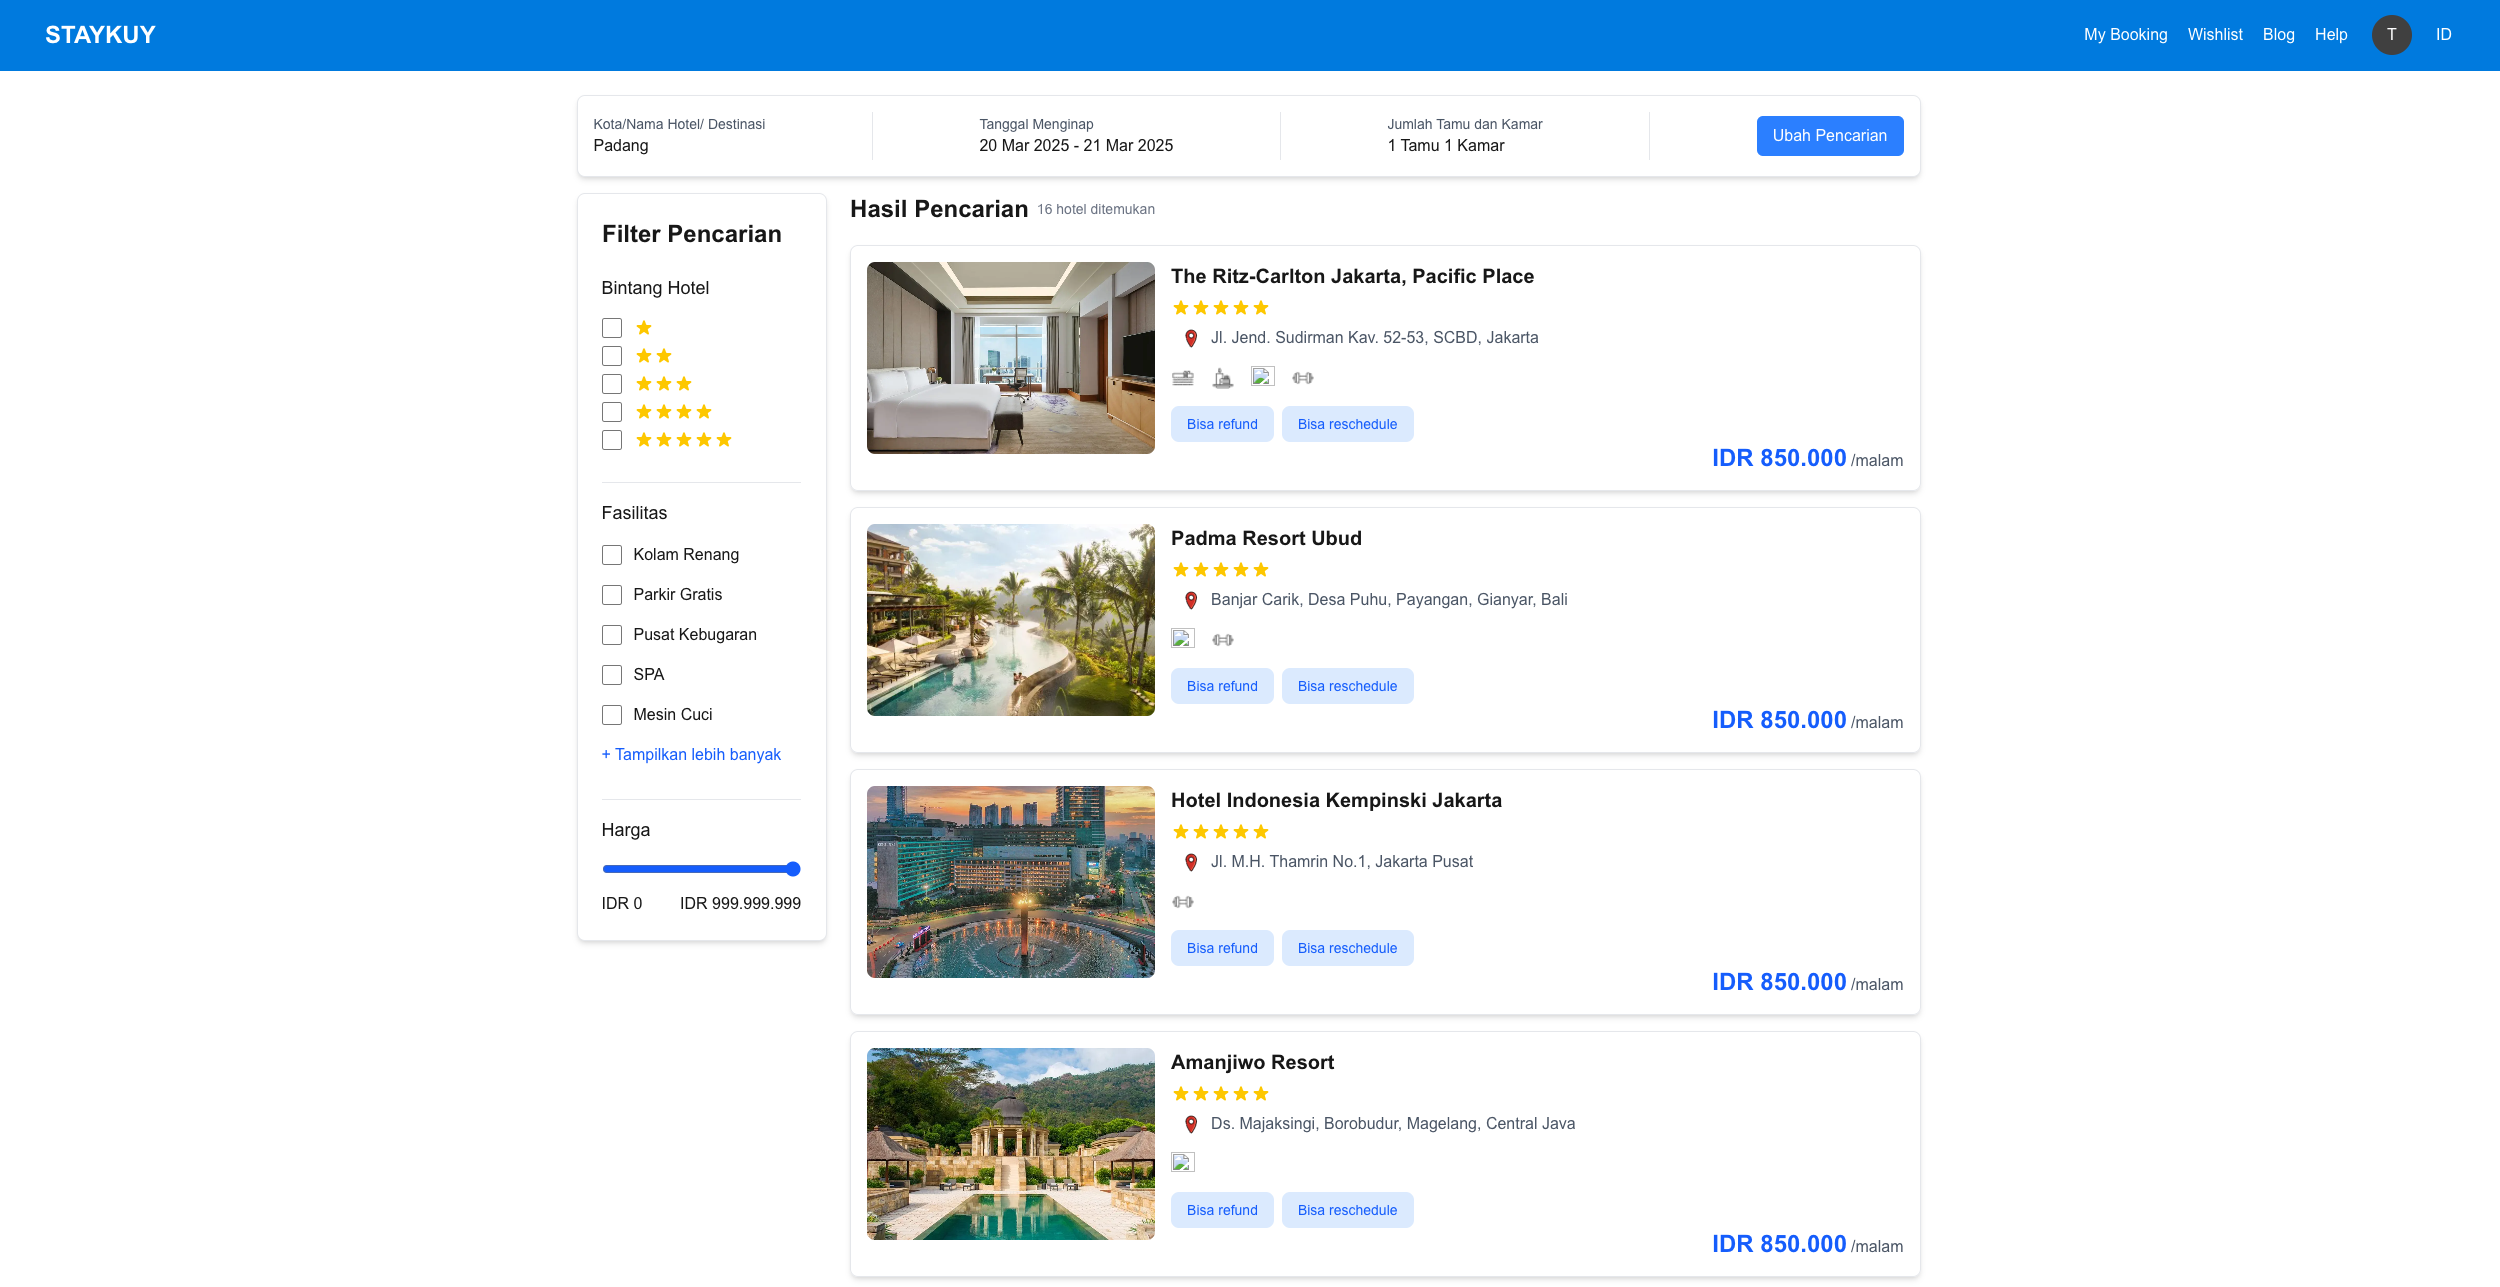 STAYKUY
My Booking Wishlist Blog Help T ID
Kota/Nama Hotel/ Destinasi
Padang
Tanggal Menginap
20 Mar 2025 - 21 Mar 2025
Jumlah Tamu dan Kamar
1 Tamu 1 Kamar
Ubah Pencarian
Filter Pencarian
Bintang Hotel
Fasilitas
Kolam Renang
Parkir Gratis
Pusat Kebugaran
SPA
Mesin Cuci
+ Tampilkan lebih banyak
Harga
IDR 0 IDR 999.999.999
Hasil Pencarian 16 hotel ditemukan
The Ritz-Carlton Jakarta, Pacific Place
Jl. Jend. Sudirman Kav. 52-53, SCBD, Jakarta
Bisa refund Bisa reschedule
IDR 850.000 /malam
Padma Resort Ubud
Banjar Carik, Desa Puhu, Payangan, Gianyar, Bali
Bisa refund Bisa reschedule
IDR 850.000 /malam
Hotel Indonesia Kempinski Jakarta
Jl. M.H. Thamrin No.1, Jakarta Pusat
Bisa refund Bisa reschedule
IDR 850.000 /malam
Amanjiwo Resort
Ds. Majaksingi, Borobudur, Magelang, Central Java
Bisa refund Bisa reschedule
IDR 850.000 /malam